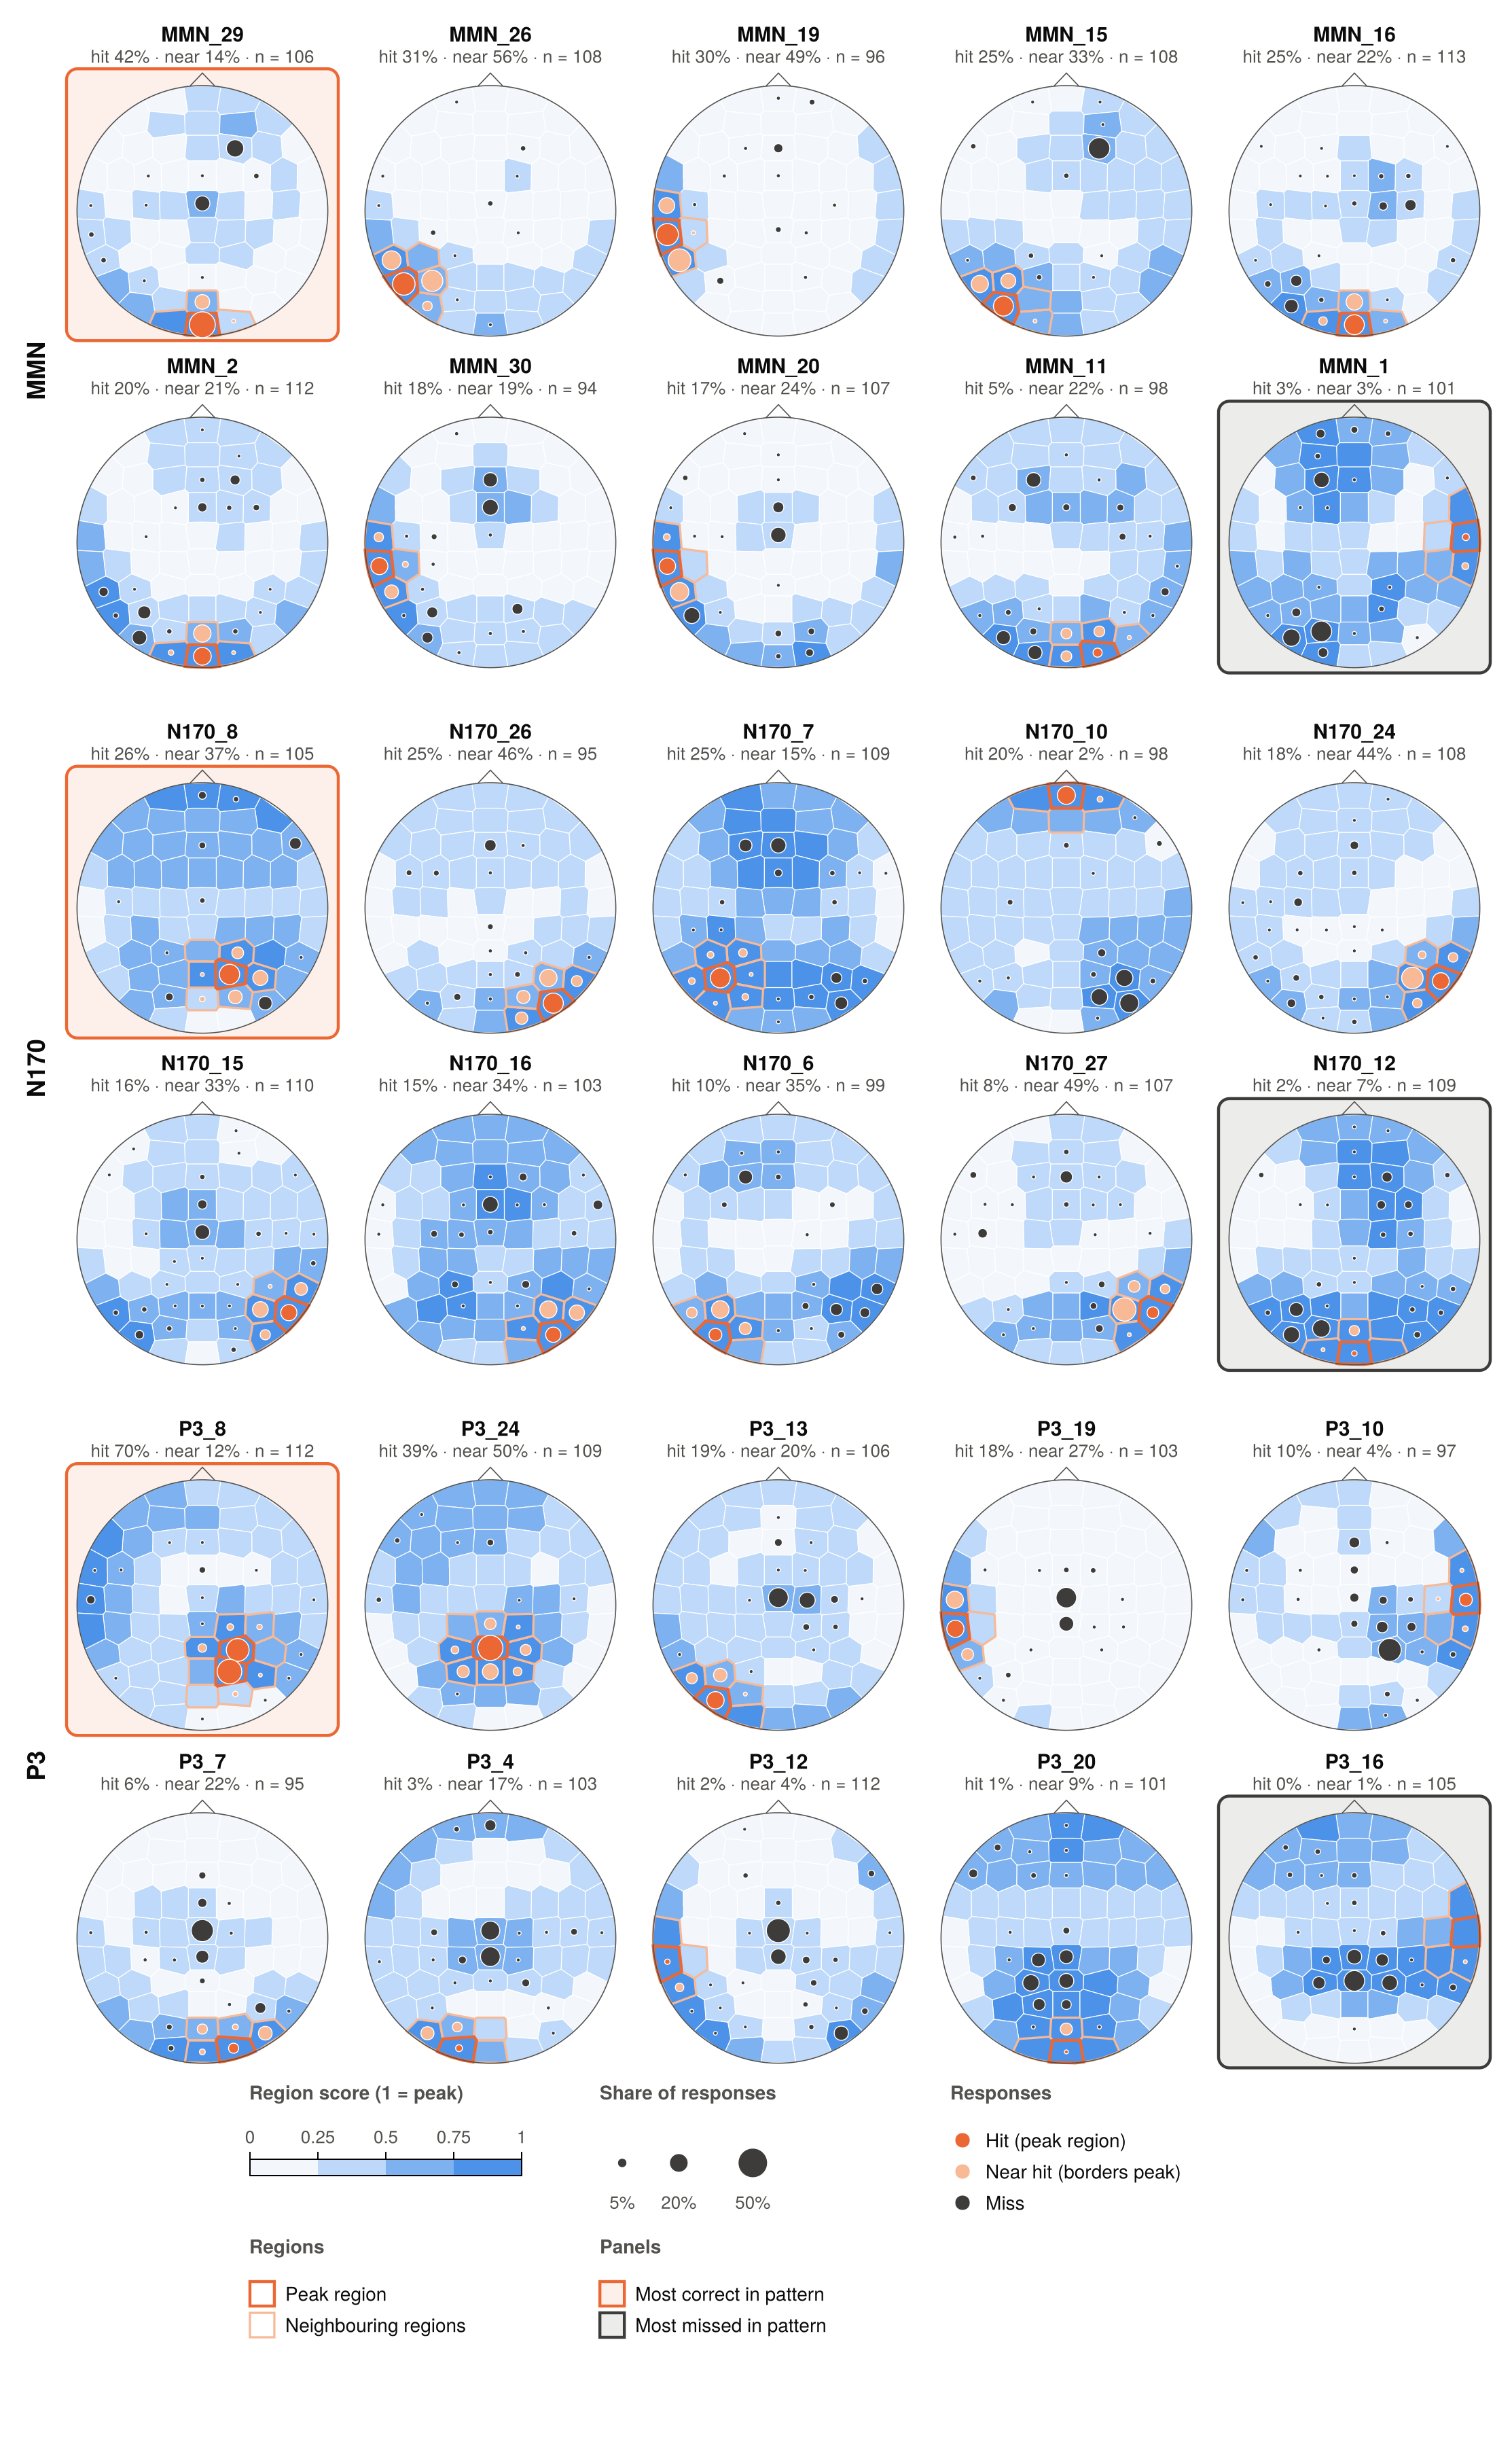 MMN_29 MMN_26 MMN_19 MMN_15 MMN_16
hit 42% · near 14% · n = 106 hit 31% · near 56% · n = 108 hit 30% · near 49% · n = 96 hit 25% · near 33% · n = 108 hit 25% · near 22% · n = 113
MMN
MMN_2 MMN_30 MMN_20 MMN_11 MMN_1
hit 20% · near 21% · n = 112 hit 18% · near 19% · n = 94 hit 17% · near 24% · n = 107 hit 5% · near 22% · n = 98 hit 3% · near 3% · n = 101
N170_8 N170_26 N170_7 N170_10 N170_24
hit 26% · near 37% · n = 105 hit 25% · near 46% · n = 95 hit 25% · near 15% · n = 109 hit 20% · near 2% · n = 98 hit 18% · near 44% · n = 108
N170
N170_15 N170_16 N170_6 N170_27 N170_12
hit 16% · near 33% · n = 110 hit 15% · near 34% · n = 103 hit 10% · near 35% · n = 99 hit 8% · near 49% · n = 107 hit 2% · near 7% · n = 109
P3_8 P3_24 P3_13 P3_19 P3_10
hit 70% · near 12% · n = 112 hit 39% · near 50% · n = 109 hit 19% · near 20% · n = 106 hit 18% · near 27% · n = 103 hit 10% · near 4% · n = 97
P3
P3_7 P3_4 P3_12 P3_20 P3_16
hit 6% · near 22% · n = 95 hit 3% · near 17% · n = 103 hit 2% · near 4% · n = 112 hit 1% · near 9% · n = 101 hit 0% · near 1% · n = 105
Region score (1 = peak) Share of responses Responses
0 0.25 0.5 0.75 1
Hit (peak region)
Near hit (borders peak)
5% 20% 50%
Miss
Regions Panels
Peak region Most correct in pattern
Neighbouring regions Most missed in pattern